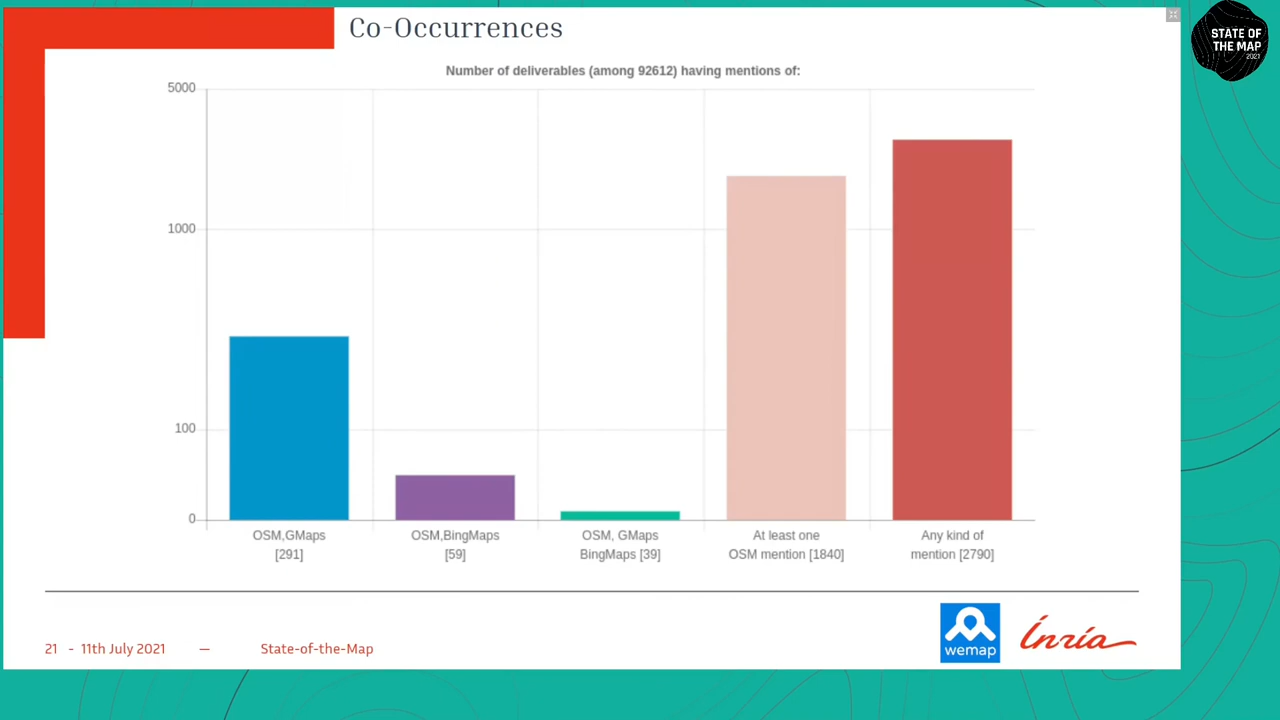 Co-Occurrences
STATE OF
THE MAP
2021
Number of deliverables (among 92612) having mentions of:
5000
1000
100
0
OSM,GMaps
[291]
OSM,BingMaps
[59]
OSM, GMaps
BingMaps [39]
At least one
OSM mention [1840]
Any kind of
mention [2790]
21 - 11th July 2021 — State-of-the-Map
wemap
Inria